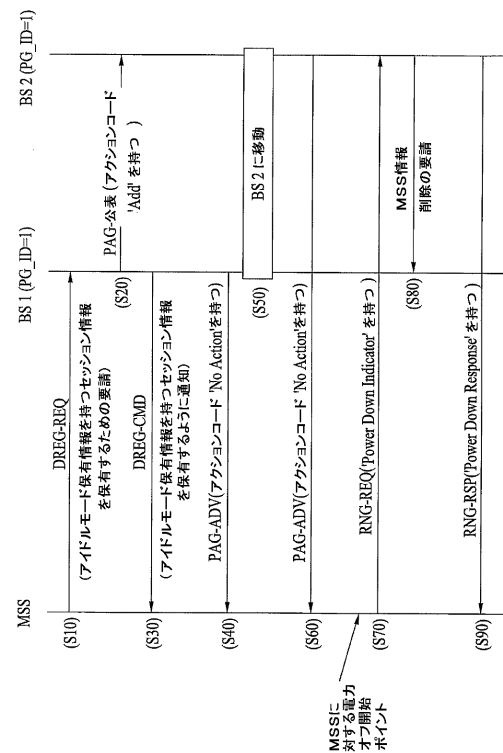 MSS
BS 1 (PG_ID=1)
BS 2 (PG_ID=1)
(S10)
DREG-REQ
(アイドルモード保有情報を持つセッション情報
を保有するための要請)
(S20)
PAG-公表 (アクションコード
'Add' を持つ )
(S30)
DREG-CMD
(アイドルモード保有情報を持つセッション情報
を保有するように通知)
(S40)
PAG-ADV(アクションコード 'No Action'を持つ)
(S50)
BS 2 に移動
(S60)
PAG-ADV(アクションコード 'No Action'を持つ)
MSSに
対する電力
オフ開始
ポイント
(S70)
RNG-REQ('Power Down Indicator' を持つ )
(S80)
MSS情報
削除の要請
(S90)
RNG-RSP('Power Down Response' を持つ )